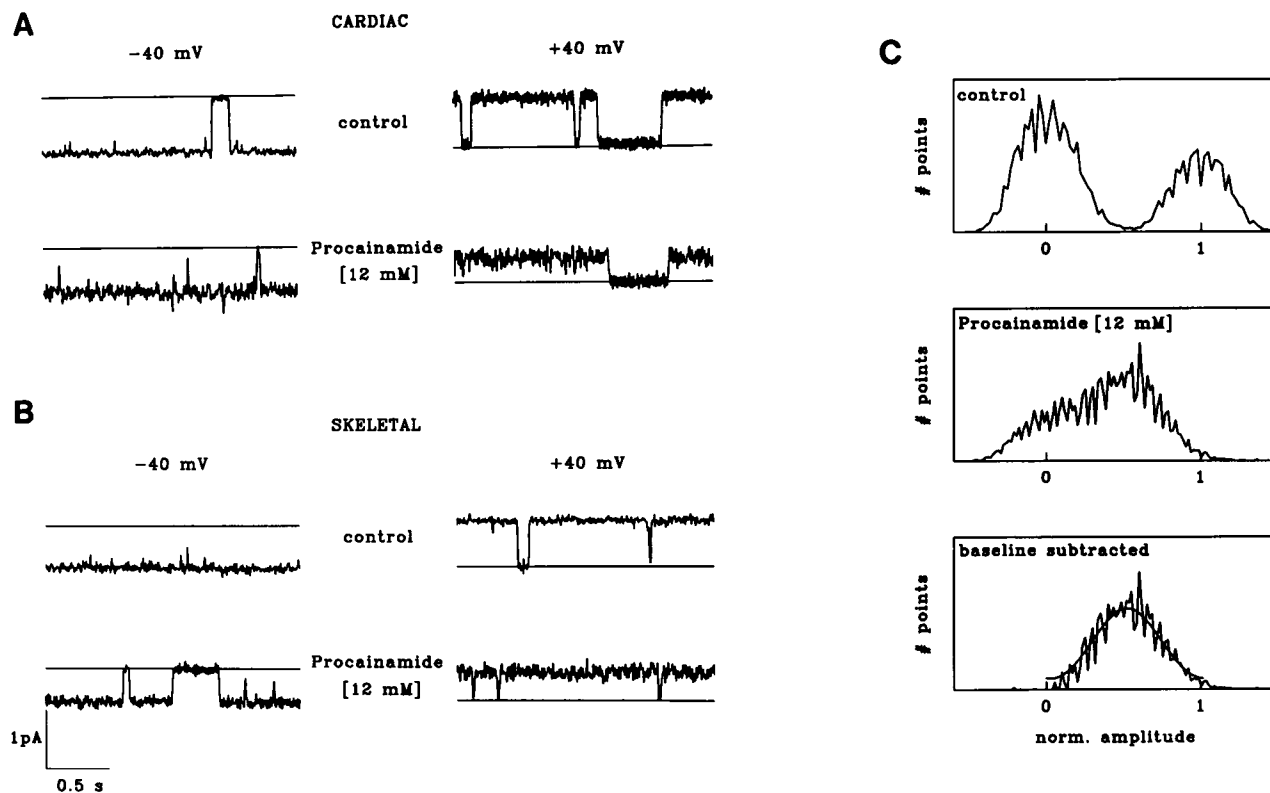 A
CARDIAC
-40 mV
+40 mV
control
Procainamide
[12 mM]
B
SKELETAL
-40 mV
+40 mV
control
Procainamide
[12 mM]
1pA
0.5 s
C
control
# points
0 1
Procainamide [12 mM]
# points
0 1
baseline subtracted
# points
0 1
norm. amplitude